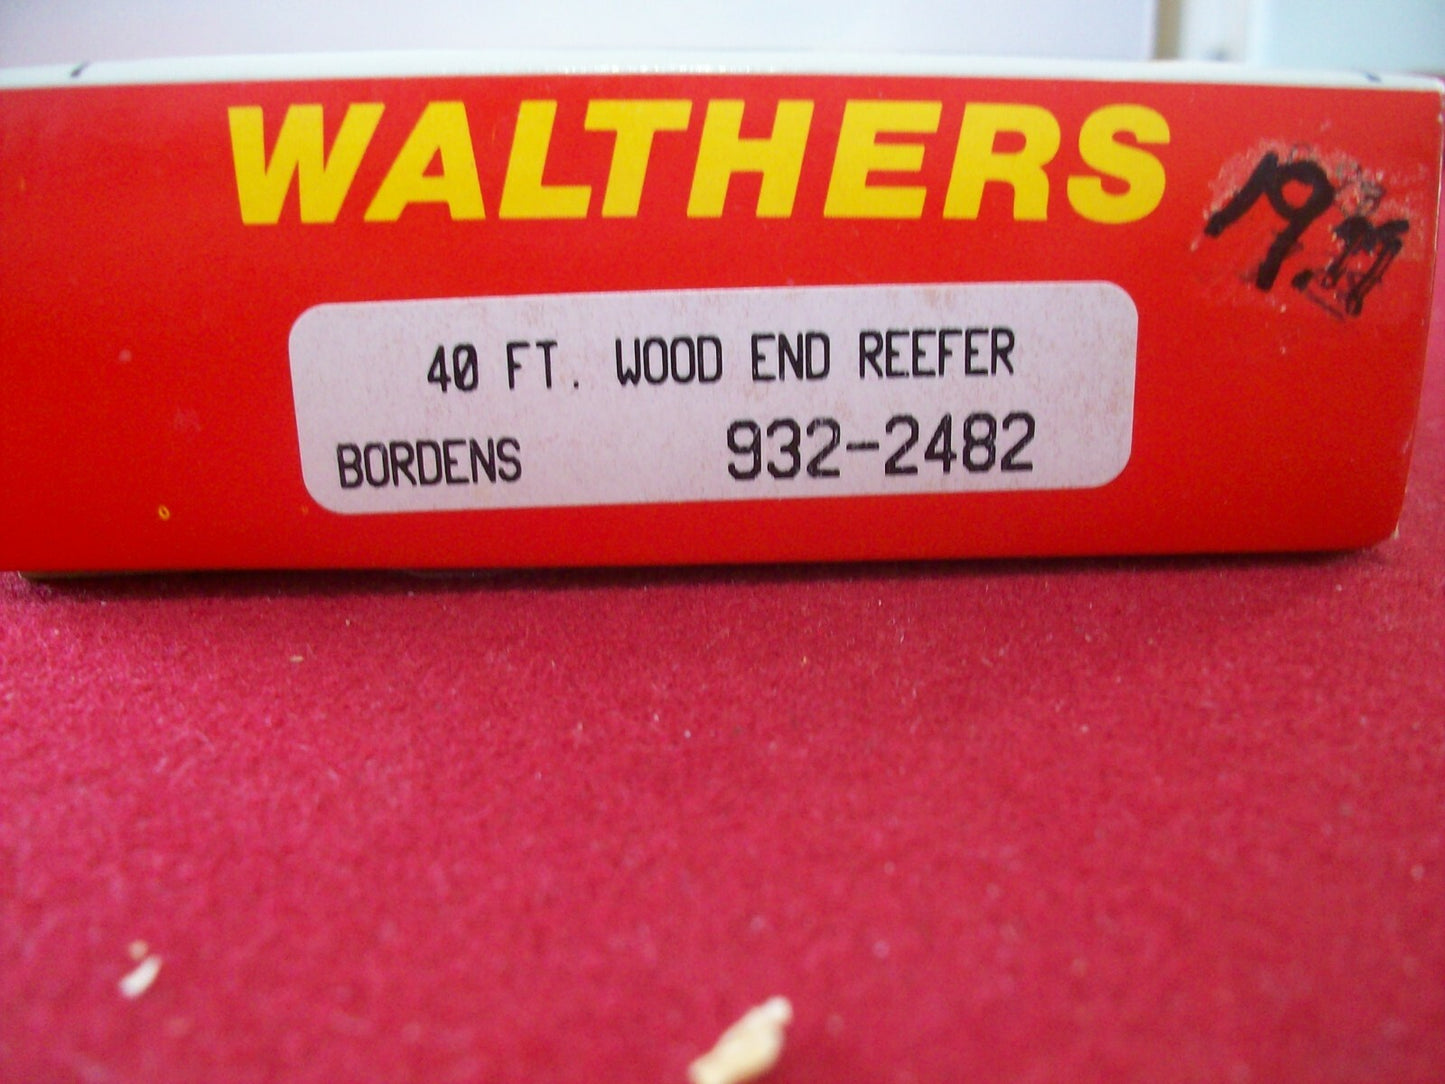 WALTHERS
40 FT. WOOD END REEFER
BORDENS 932-2482